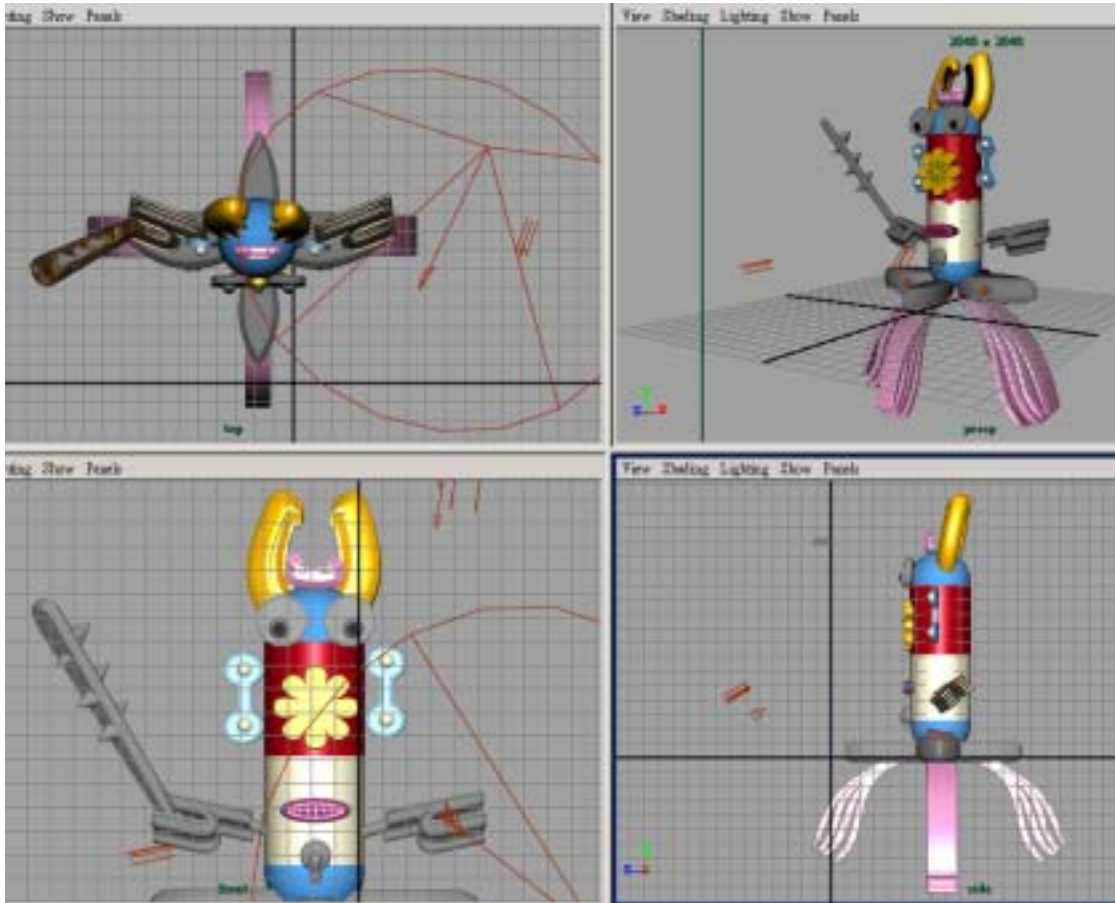 Show Panels
View Shading Lighting Show Panels
2048 x 2048
top
persp
Show Panels
View Shading Lighting Show Panels
front
side